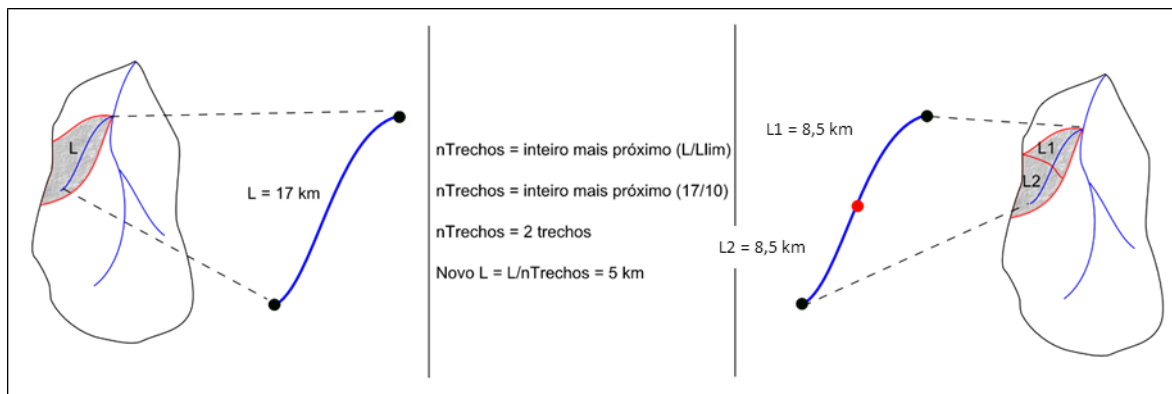 L
L = 17 km
nTrechos = inteiro mais próximo (L/Llim)
nTrechos = inteiro mais próximo (17/10)
nTrechos = 2 trechos
Novo L = L/nTrechos = 5 km
L1 = 8,5 km
L2 = 8,5 km
L1
L2